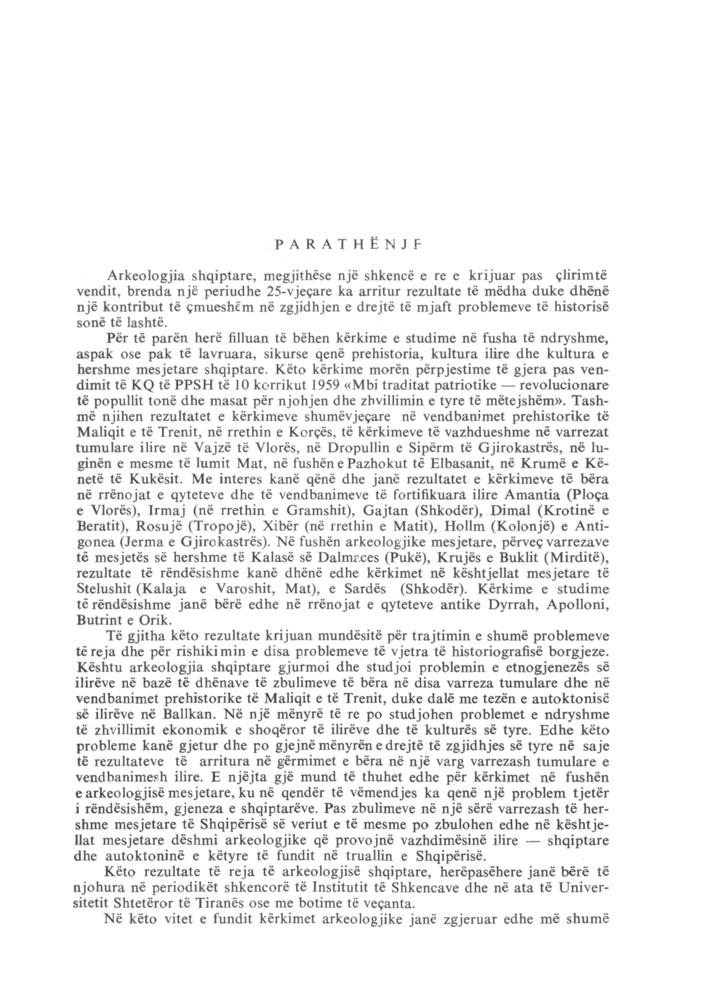 PARATHËNJE
Arkeologjia shqiptare, megjithëse një shkencë e re e krijuar pas çlirimtë
vendit, brenda një periudhe 25-vjeçare ka arritur rezultate të mëdha duke dhënë
një kontribut të çmueshëm në zgjidhjen e drejtë të mjaft problemeve të historisë
sonë të lashtë.
Për të parën herë filluan të bëhen kërkime e studime në fusha të ndryshme,
aspak ose pak të lavruara, sikurse qenë prehistoria, kultura ilire dhe kultura e
hershme mesjetare shqiptare. Këto kërkime morën përpjestime të gjera pas ven-
dimit të KQ të PPSH të 10 korrikut 1959 «Mbi traditat patriotike — revolucionare
të popullit tonë dhe masat për njohjen dhe zhvillimin e tyre të mëtejshëm». Tash-
më njihen rezultatet e kërkimeve shumëvjeçare në vendbanimet prehistorike të
Maliqit e të Trenit, në rrethin e Korçës, të kërkimeve të vazhdueshme në varrezat
tumulare ilire në Vajzë të Vlorës, në Dropullin e Sipërm të Gjirokastrës, në lu-
ginën e mesme të lumit Mat, në fushën e Pazhokut të Elbasanit, në Krumë e Kë-
netë të Kukësit. Me interes kanë qënë dhe janë rezultatet e kërkimeve të bëra
në rrënojat e qyteteve dhe të vendbanimeve të fortifikuara ilire Amantia (Ploça
e Vlorës), Irmaj (në rrethin e Gramshit), Gajtan (Shkodër), Dimal (Krotinë e
Beratit), Rosujë (Tropojë), Xibër (në rrethin e Matit), Hollm (Kolonjë) e Anti-
gonea (Jerma e Gjirokastrës). Në fushën arkeologjike mesjetare, përveç varrezave
të mesjetës së hershme të Kalasë së Dalmaces (Pukë), Krujës e Buklit (Mirditë),
rezultate të rëndësishme kanë dhënë edhe kërkimet në kështjellat mesjetare të
Stelushit (Kalaja e Varoshit, Mat), e Sardës (Shkodër). Kërkime e studime
të rëndësishme janë bërë edhe në rrënojat e qyteteve antike Dyrrah, Apolloni,
Butrint e Orik.
Të gjitha këto rezultate krijuan mundësitë për trajtimin e shumë problemeve
të reja dhe për rishikimin e disa problemeve të vjetra të historiografisë borgjeze.
Kështu arkeologjia shqiptare gjurmoi dhe studjoi problemin e etnogjenezës së
ilirëve në bazë të dhënave të zbulimeve të bëra në disa varreza tumulare dhe në
vendbanimet prehistorike të Maliqit e të Trenit, duke dalë me tezën e autoktonisë
së ilirëve në Ballkan. Në një mënyrë të re po studjohen problemet e ndryshme
të zhvillimit ekonomik e shoqëror të ilirëve dhe të kulturës së tyre. Edhe këto
probleme kanë gjetur dhe po gjejnë mënyrën e drejtë të zgjidhjes së tyre në saje
të rezultateve të arritura në gërmimet e bëra në një varg varrezash tumulare e
vendbanimesh ilire. E njëjta gjë mund të thuhet edhe për kërkimet në fushën
e arkeologjisë mesjetare, ku në qendër të vëmendjes ka qenë një problem tjetër
i rëndësishëm, gjeneza e shqiptarëve. Pas zbulimeve në një sërë varrezash të her-
shme mesjetare të Shqipërisë së veriut e të mesme po zbulohen edhe në kështje-
llat mesjetare dëshmi arkeologjike që provojnë vazhdimësinë ilire — shqiptare
dhe autoktoninë e këtyre të fundit në truallin e Shqipërisë.
Këto rezultate të reja të arkeologjisë shqiptare, herëpasëhere janë bërë të
njohura në periodikët shkencorë të Institutit të Shkencave dhe në ata të Univer-
sitetit Shtetëror të Tiranës ose me botime të veçanta.
Në këto vitet e fundit kërkimet arkeologjike janë zgjeruar edhe më shumë